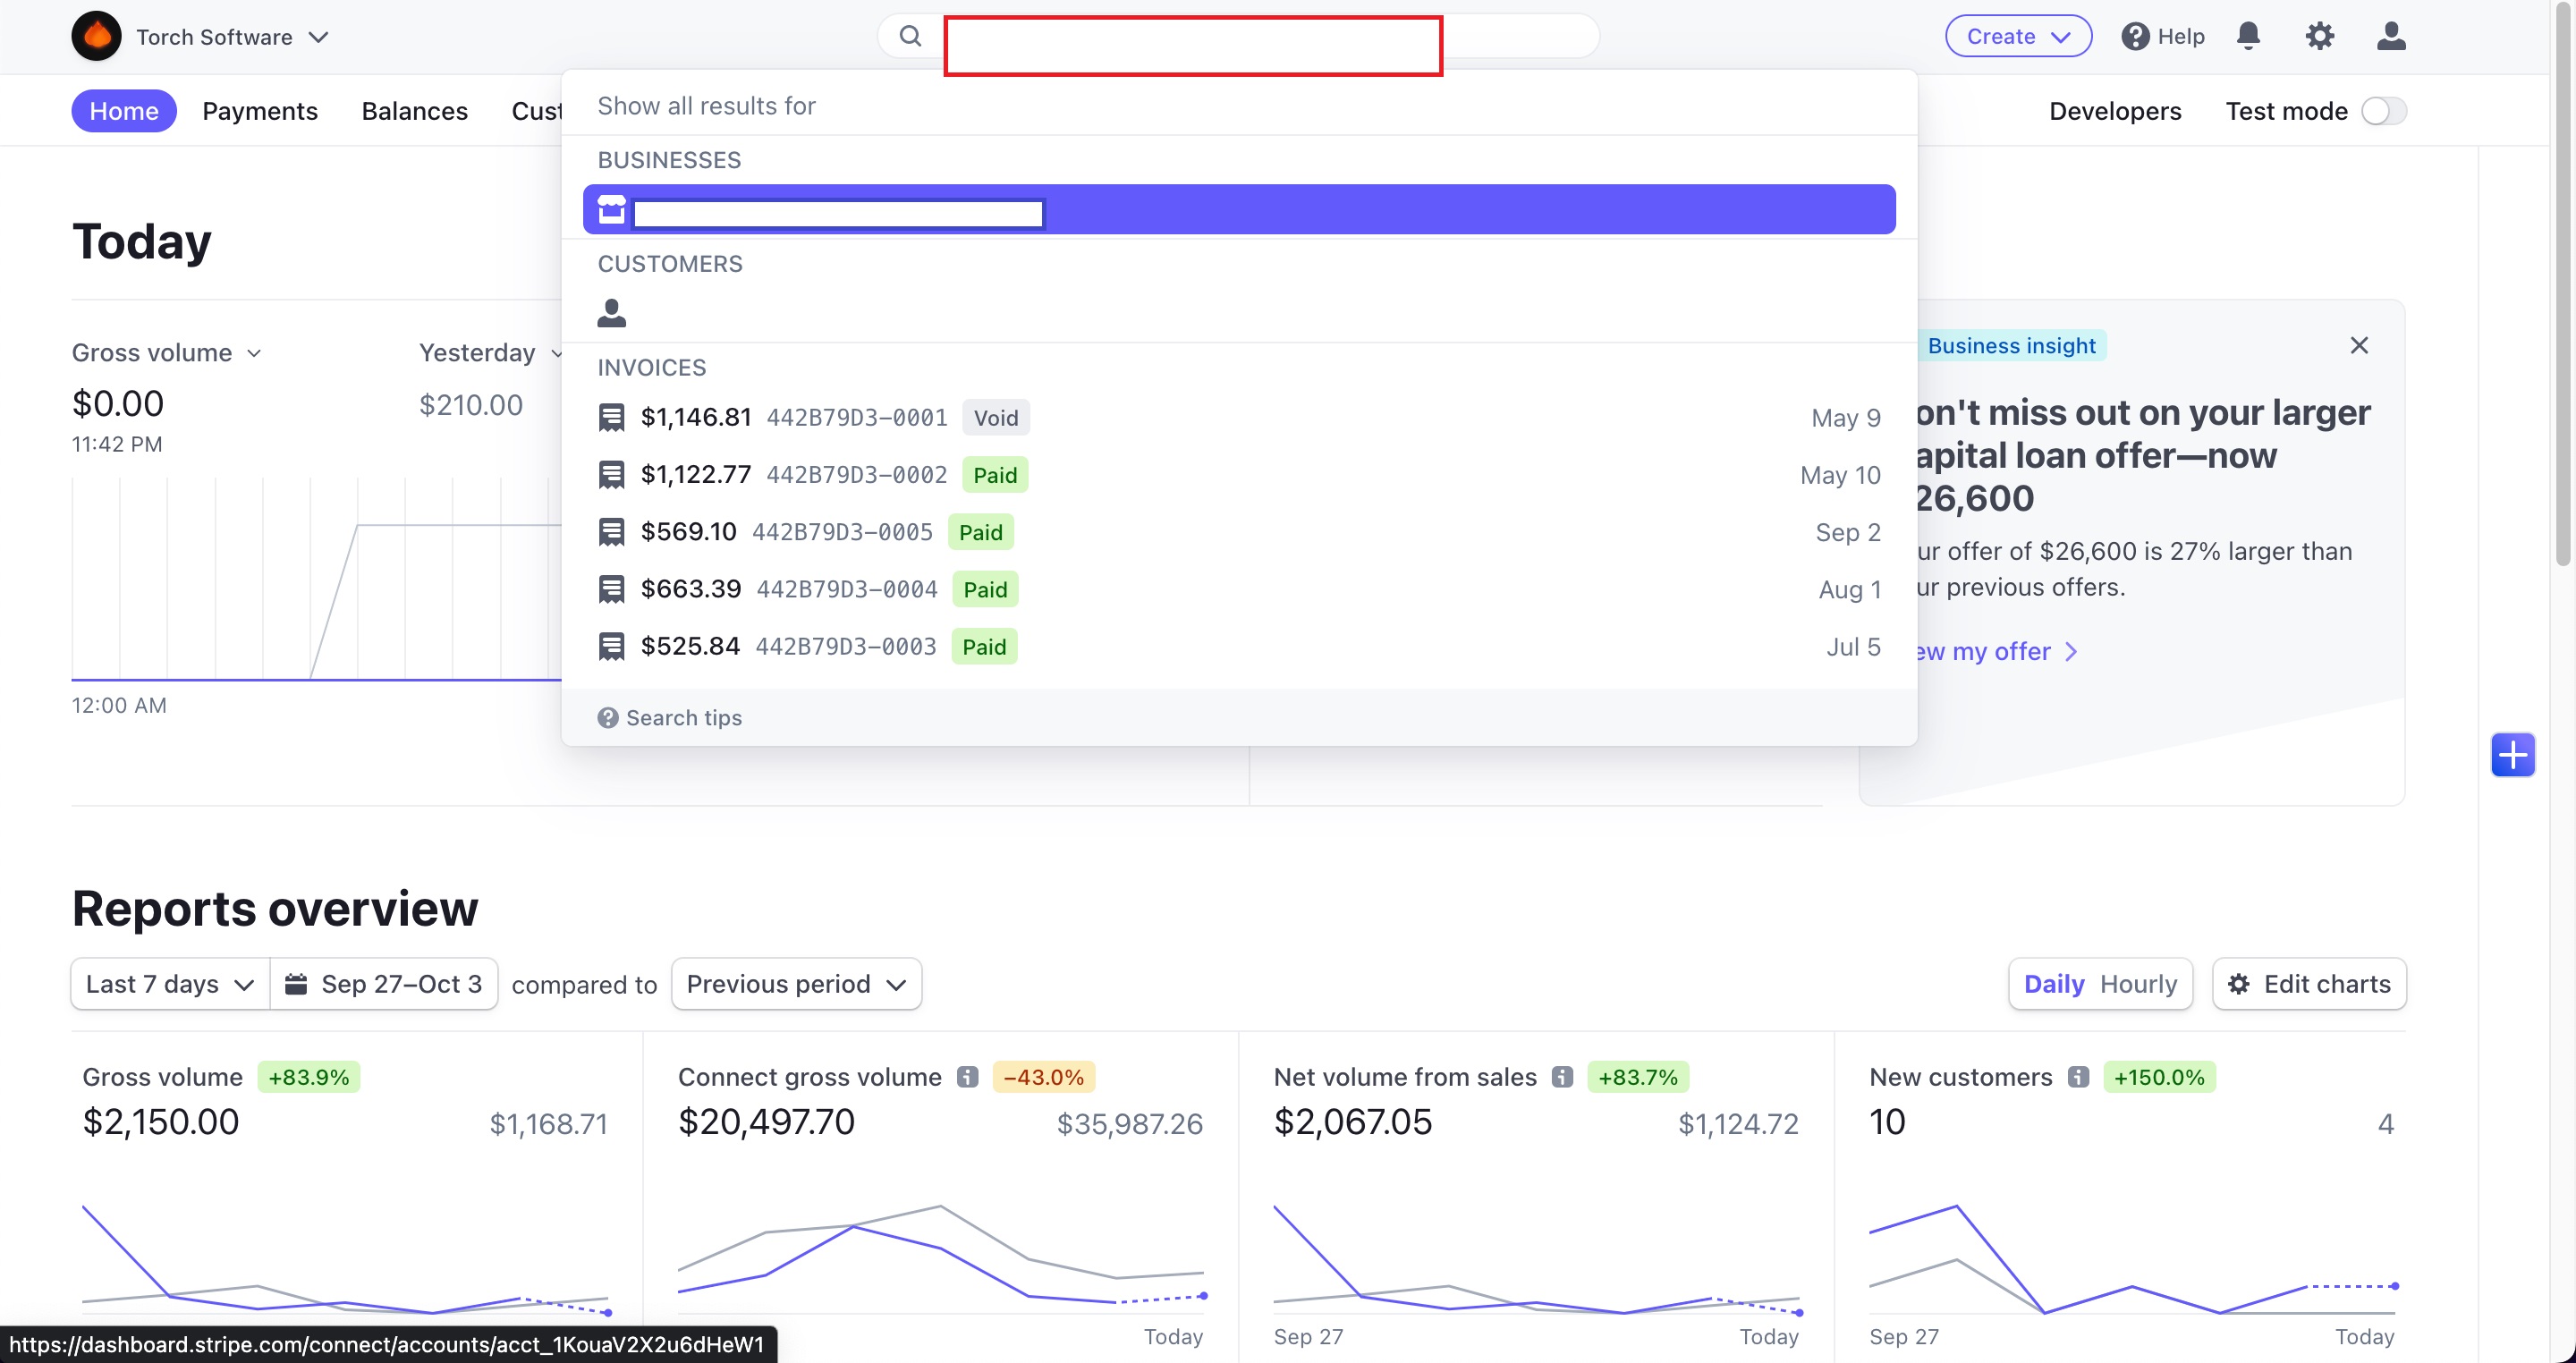 Torch Software
Create
Help
Home Payments Balances Cust
Developers Test mode
Show all results for
BUSINESSES
CUSTOMERS
INVOICES
$1,146.81 442B79D3–0001 Void May 9
$1,122.77 442B79D3–0002 Paid May 10
$569.10 442B79D3–0005 Paid Sep 2
$663.39 442B79D3–0004 Paid Aug 1
$525.84 442B79D3–0003 Paid Jul 5
Search tips
Today
Gross volume Yesterday
$0.00 $210.00
11:42 PM
12:00 AM
Business insight
on't miss out on your larger
apital loan offer—now
26,600
ur offer of $26,600 is 27% larger than
ur previous offers.
ew my offer
Reports overview
Last 7 days Sep 27–Oct 3 compared to Previous period Daily Hourly Edit charts
Gross volume +83.9%
$2,150.00 $1,168.71
Connect gross volume –43.0%
$20,497.70 $35,987.26
Today
Net volume from sales +83.7%
$2,067.05 $1,124.72
Sep 27 Today
New customers +150.0%
10 4
Sep 27 Today
https://dashboard.stripe.com/connect/accounts/acct_1KouaV2X2u6dHeW1